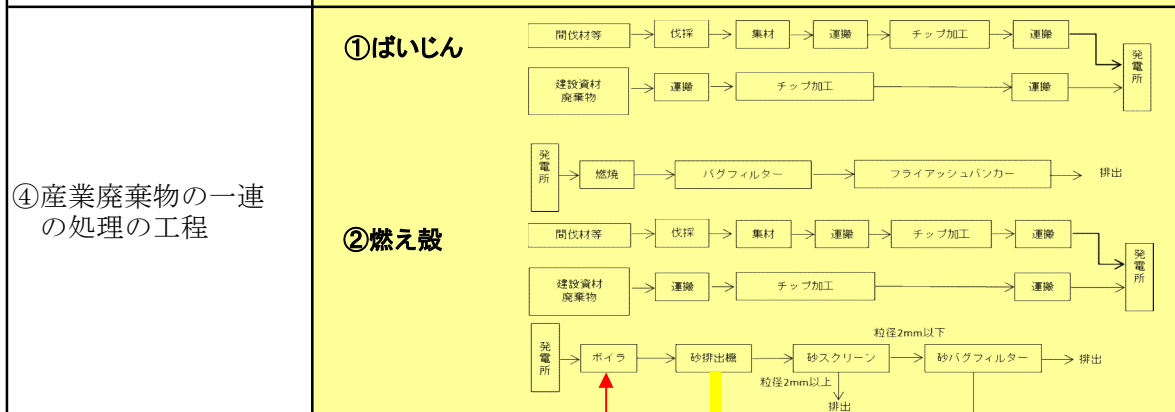 ④産業廃棄物の一連
の処理の工程
①ばいじん
間伐材等 伐採 集材 運搬 チップ加工 運搬
発電所
建設資材
廃棄物
運搬 チップ加工 運搬
発電所 燃焼 バグフィルター フライアッシュバンカー 排出
②燃え殻
間伐材等 伐採 集材 運搬 チップ加工 運搬
発電所
建設資材
廃棄物
運搬 チップ加工 運搬
粒径2mm以下
発電所 ボイラ 砂排出機 砂スクリーン 砂バグフィルター 排出
粒径2mm以上
排出